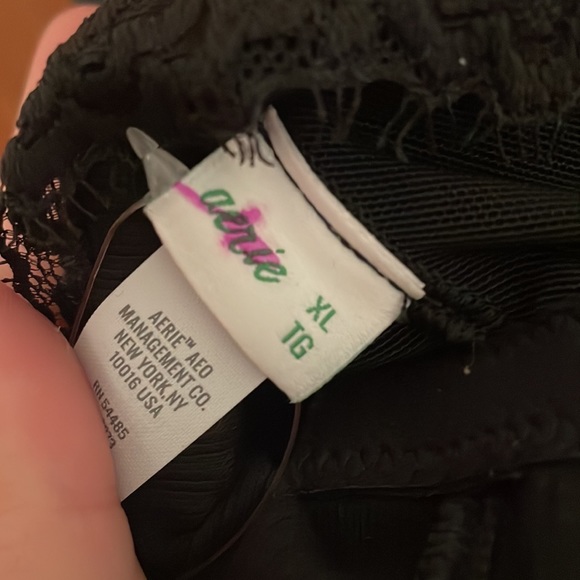 aerie
XL
TG
AERIE™ AEO
MANAGEMENT CO.
NEW YORK,NY
10016 USA
RN 54485